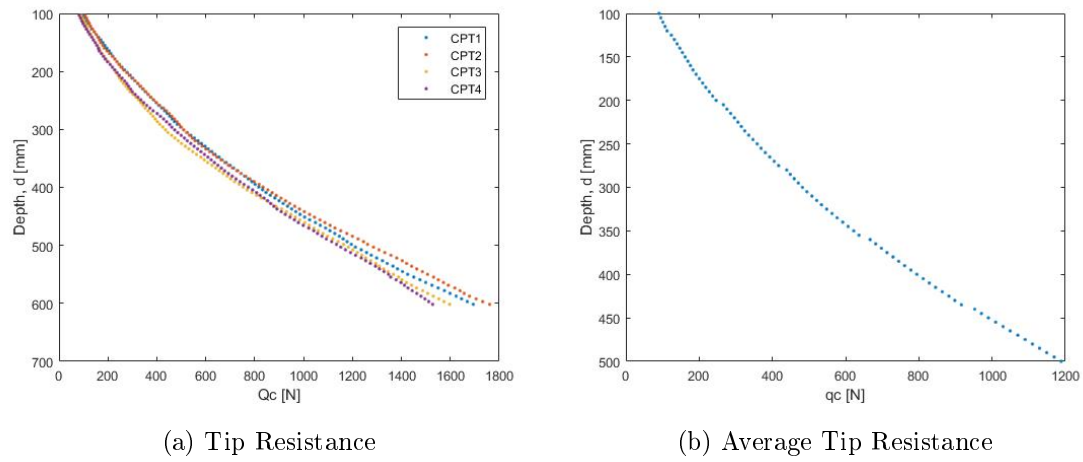 100
200
300
400
500
600
700
Depth, d [mm]
0 200 400 600 800 1000 1200 1400 1600 1800
Qc [N]
CPT1
CPT2
CPT3
CPT4
(a) Tip Resistance
100
150
200
250
300
350
400
450
500
Depth, d [mm]
0 200 400 600 800 1000 1200
qc [N]
(b) Average Tip Resistance